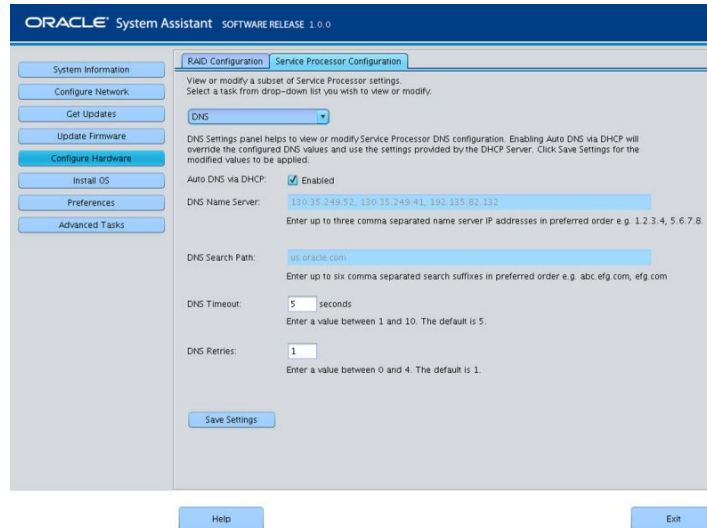 ORACLE® System Assistant SOFTWARE RELEASE 1.0.0
System Information
Configure Network
Get Updates
Update Firmware
Configure Hardware
Install OS
Preferences
Advanced Tasks
RAID Configuration
Service Processor Configuration
View or modify a subset of Service Processor settings.
Select a task from drop-down list you wish to view or modify.
DNS
DNS Settings panel helps to view or modify Service Processor DNS configuration. Enabling Auto DNS via DHCP will
override the configured DNS values and use the settings provided by the DHCP Server. Click Save Settings for the
modified values to be applied.
Auto DNS via DHCP: Enabled
DNS Name Server: 130.35.249.52, 130.35.249.41, 192.135.82.132
Enter up to three comma separated name server IP addresses in preferred order e.g. 1.2.3.4, 5.6.7.8.
DNS Search Path: us.oracle.com
Enter up to six comma separated search suffixes in preferred order e.g. abc.efg.com, efg.com
DNS Timeout: 5 seconds
Enter a value between 1 and 10. The default is 5.
DNS Retries: 1
Enter a value between 0 and 4. The default is 1.
Save Settings
Help
Exit